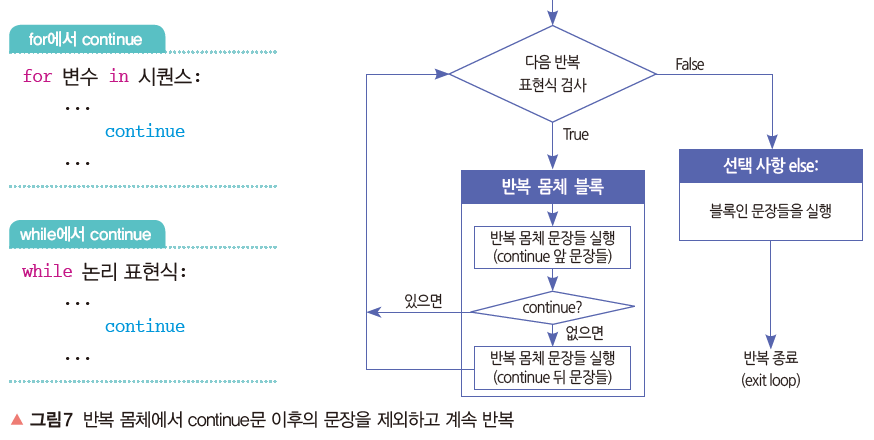 for에서 continue
for 변수 in 시퀀스:
...
continue
...
while에서 continue
while 논리 표현식:
...
continue
...
다음 반복
표현식 검사
False
True
반복 몸체 블록
반복 몸체 문장들 실행
(continue 앞 문장들)
있으면
continue?
없으면
반복 몸체 문장들 실행
(continue 뒤 문장들)
선택 사항 else:
블록인 문장들을 실행
반복 종료
(exit loop)
▲ 그림7 반복 몸체에서 continue문 이후의 문장을 제외하고 계속 반복